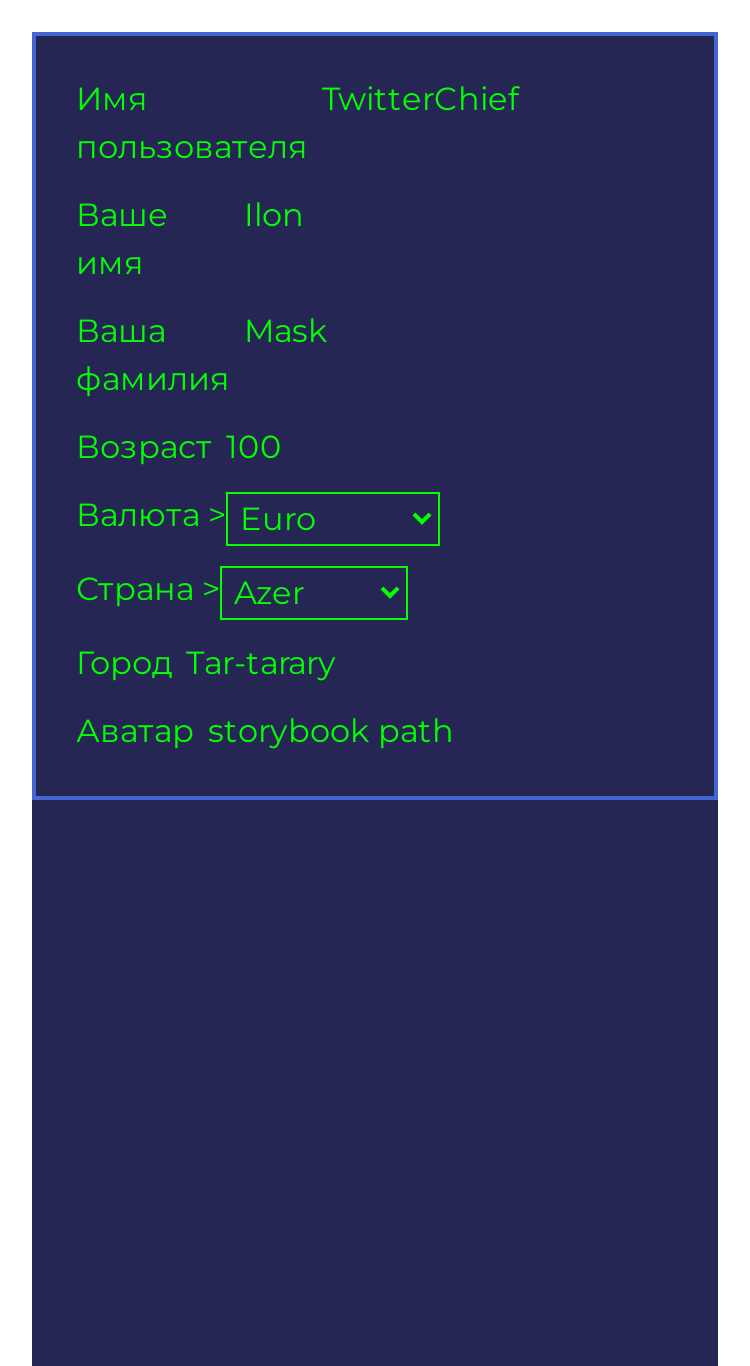 Имя TwitterChief
пользователя
Ваше Ilon
имя
Ваша Mask
фамилия
Возраст 100
Валюта > Euro
Страна > Azer
Город Tar-tarary
Аватар storybook path